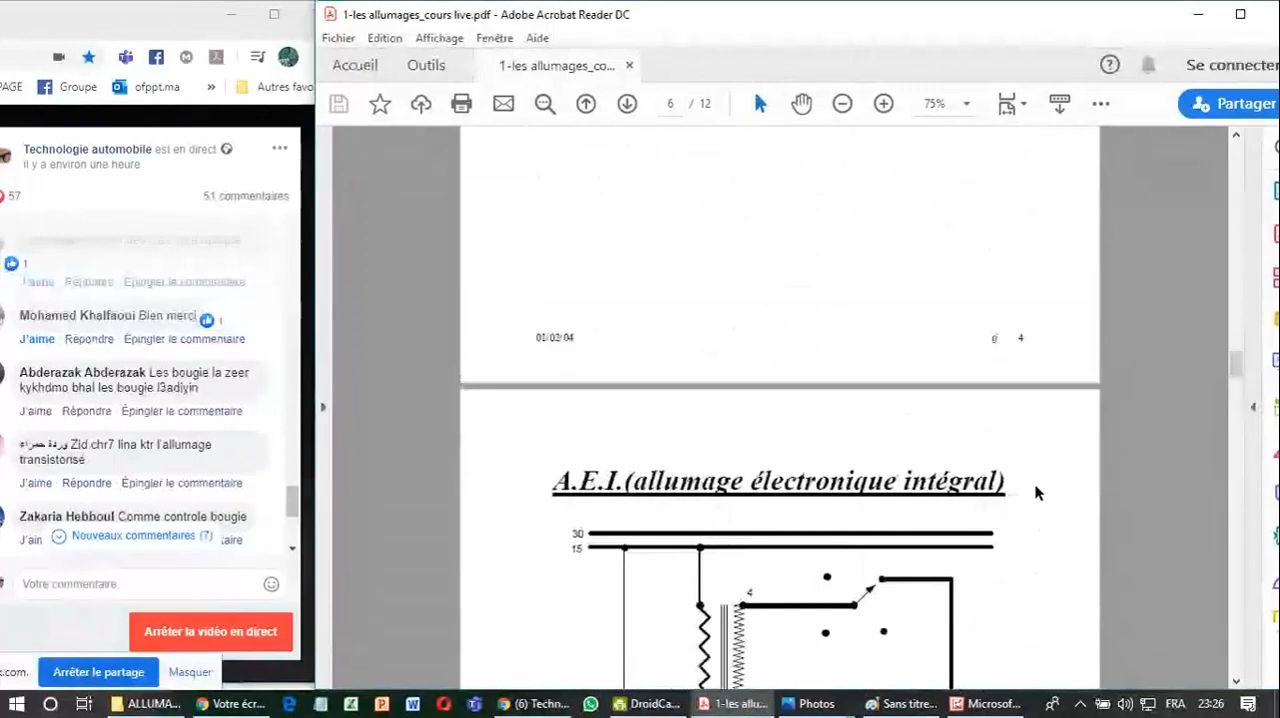 1-les allumages_cours live.pdf - Adobe Acrobat Reader DC
Fichier Edition Affichage Fenêtre Aide
Accueil Outils 1-les allumages_co... ×
Se connecter
6 / 12
75%
Partager
PAGE Groupe ofppt.ma » Autres favo
Technologie automobile est en direct
il y a environ une heure
57 51 commentaires
1
J'aime Répondre Épingler le commentaire
Mohamed Khalfaoui Bien merci 1
J'aime Répondre Épingler le commentaire
Abderazak Abderazak Les bougie la zeer
kykhdmo bhal les bougie l3adiyin
J'aime · Répondre · Épingler le commentaire
وردة حمراء Zid chr7 lina ktr l'allumage
transistorisé
J'aime · Répondre · Épingler le commentaire
Zakaria Hebboul Comme controle bougie
J'ain Nouveaux commentaires (7) taire
Votre commentaire.
Arrêter la vidéo en direct
x.com. Arrêter le partage Masquer
01/02/04 g 4
A.E.I.(allumage électronique intégral)
30
15
4
ALLUMA... Votre écr... (6) Techn... DroidCa... 1-les allu... Photos Sans titre... Microsof... FRA 23:26